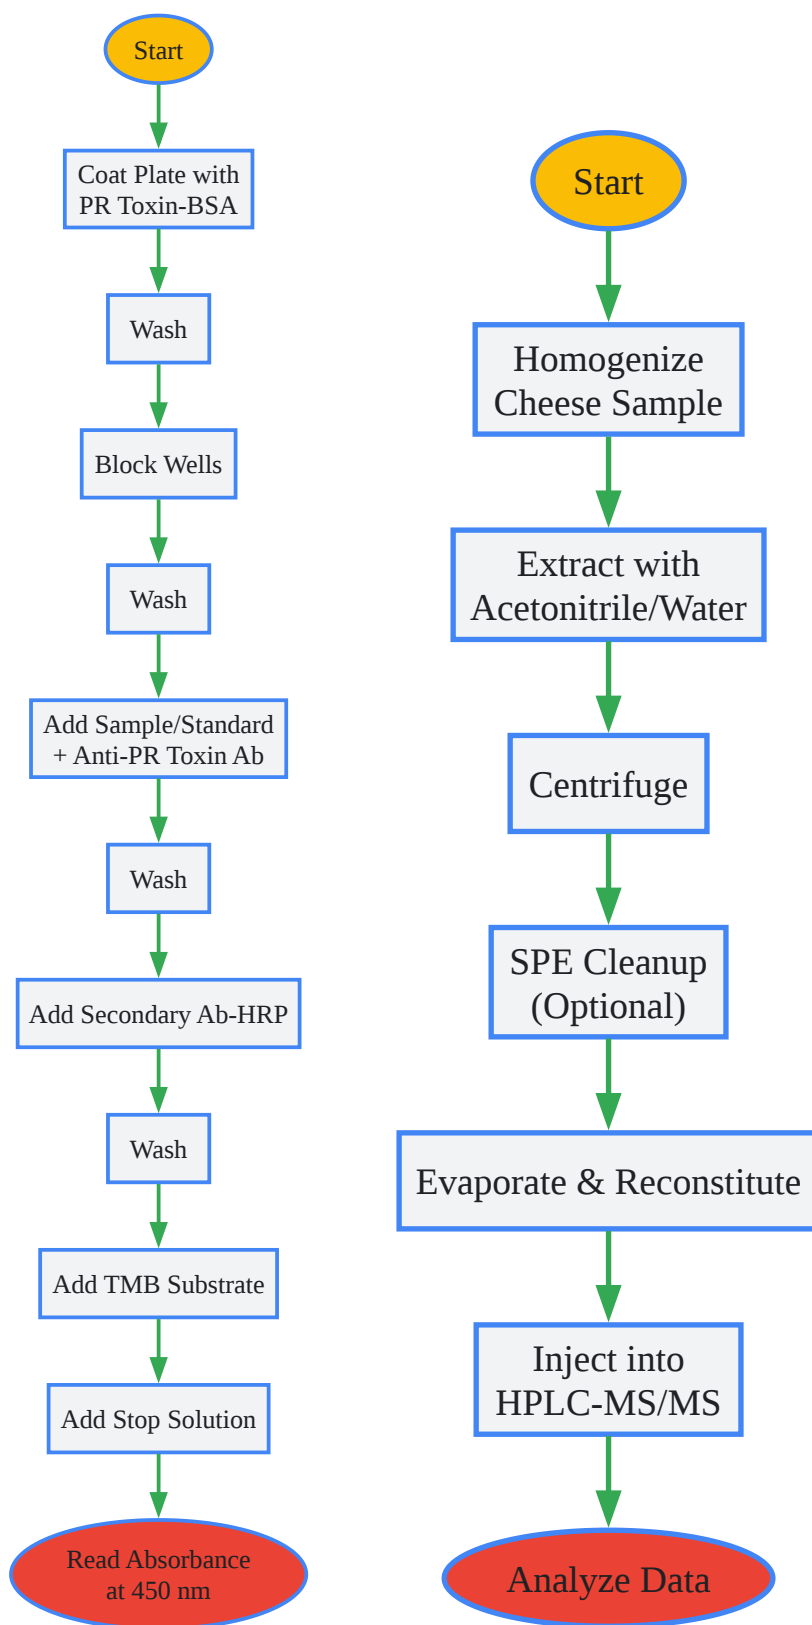 Start
Coat Plate with
PR Toxin-BSA
Wash
Block Wells
Wash
Add Sample/Standard
+ Anti-PR Toxin Ab
Wash
Add Secondary Ab-HRP
Wash
Add TMB Substrate
Add Stop Solution
Read Absorbance
at 450 nm
Start
Homogenize
Cheese Sample
Extract with
Acetonitrile/Water
Centrifuge
SPE Cleanup
(Optional)
Evaporate & Reconstitute
Inject into
HPLC-MS/MS
Analyze Data